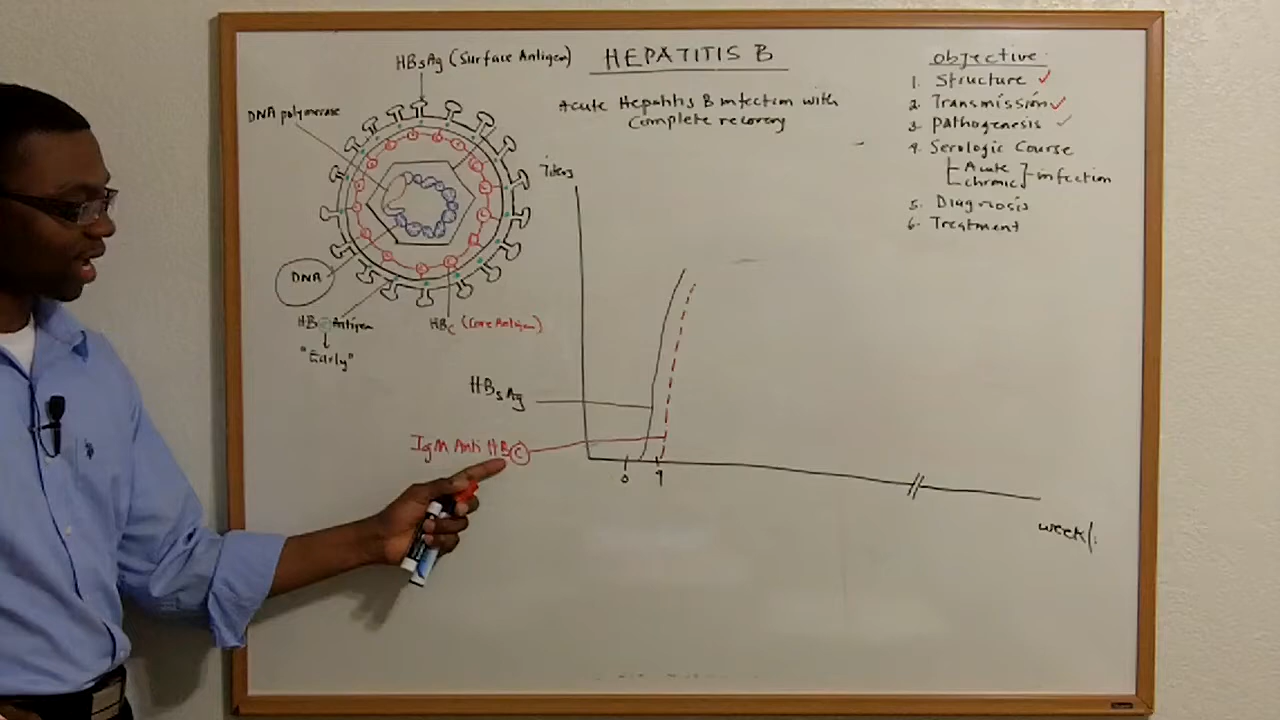 HEPATITIS B
Acute Hepatitis B infection with
Complete recovery
HBsAg (Surface Antigen)
DNA polymerase
DNA
HBe Antigen
"Early"
HBc (Core Antigen)
Titers
HBsAg
IgM Anti HBC
0
4
week/.
Objective
1. Structure ✓
2. Transmission ✓
3. Pathogenesis ✓
4. Serologic Course
Acute
chronic
infection
5. Diagnosis
6. Treatment